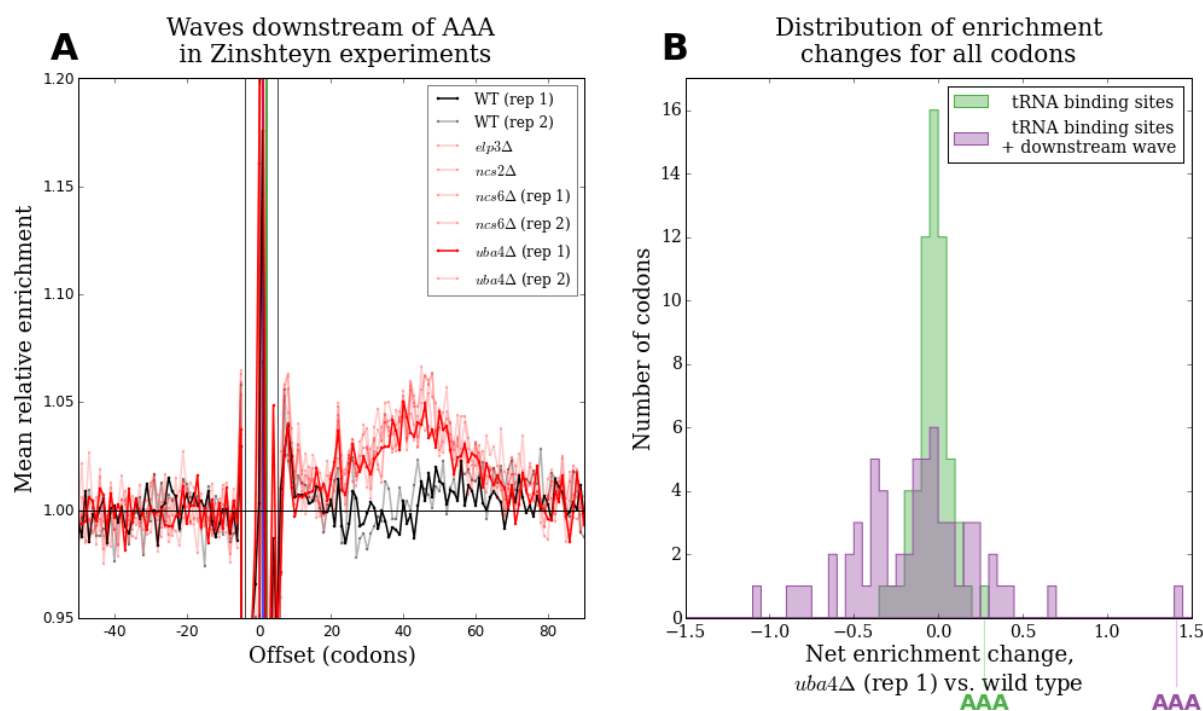 A
Waves downstream of AAA
in Zinshteyn experiments
1.20
1.15
1.10
1.05
1.00
0.95
Mean relative enrichment
-40
-20
0
20
40
60
80
Offset (codons)
WT (rep 1)
WT (rep 2)
elp3Δ
ncs2Δ
ncs6Δ (rep 1)
ncs6Δ (rep 2)
uba4Δ (rep 1)
uba4Δ (rep 2)
B
Distribution of enrichment
changes for all codons
16
14
12
10
8
6
4
2
0
Number of codons
tRNA binding sites
tRNA binding sites
+ downstream wave
−1.5
−1.0
−0.5
0.0
0.5
1.0
1.5
Net enrichment change,
uba4Δ (rep 1) vs. wild type
AAA
AAA